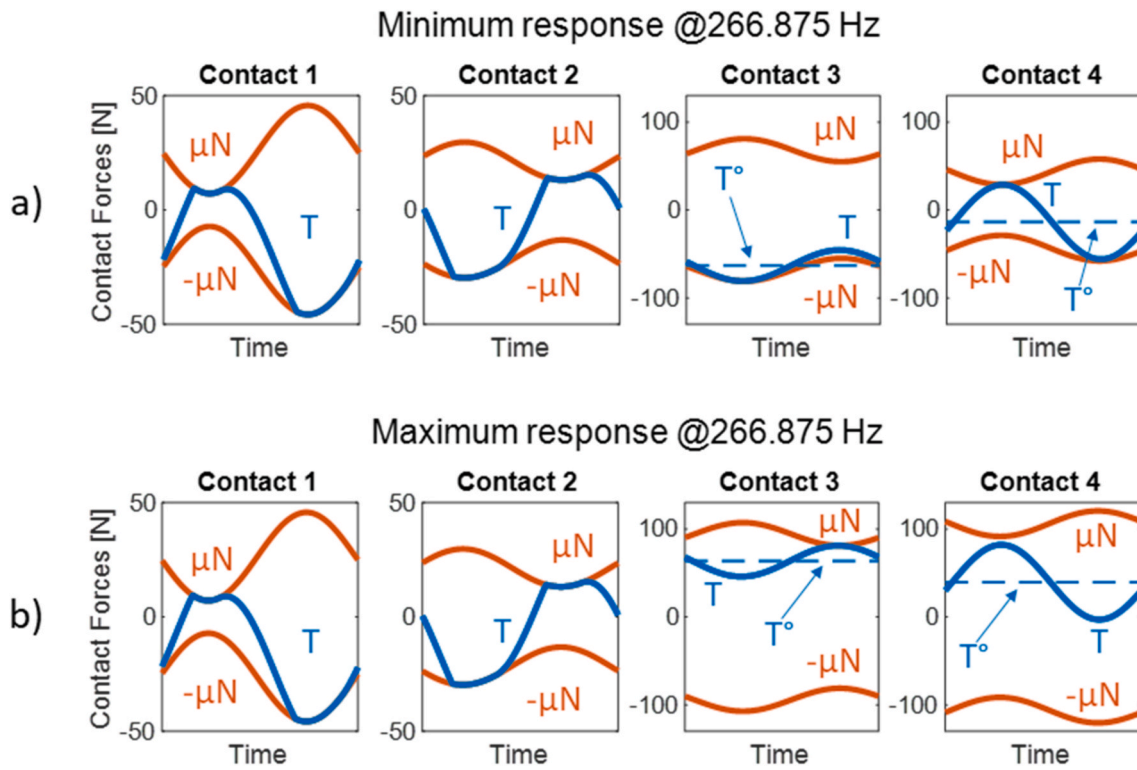 Minimum response @266.875 Hz
Contact 1 Contact 2 Contact 3 Contact 4
a)
Contact Forces [N]
50
0
-50
μN
T
-μN
Time
50
0
-50
μN
T
-μN
Time
100
0
-100
μN
T°
T
-μN
Time
100
0
-100
μN
T
-μN
T°
Time
Maximum response @266.875 Hz
Contact 1 Contact 2 Contact 3 Contact 4
b)
Contact Forces [N]
50
0
-50
μN
T
-μN
Time
50
0
-50
μN
T
-μN
Time
100
0
-100
μN
T
T°
-μN
Time
100
0
-100
μN
T°
T
-μN
Time